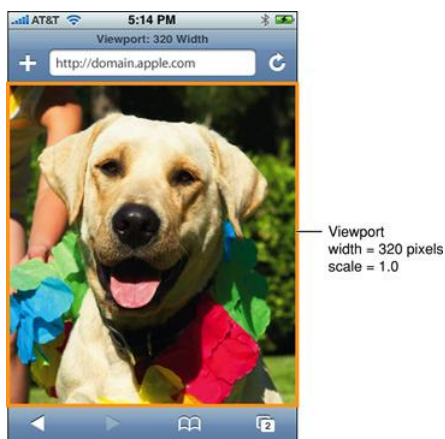 AT&T 5:14 PM
Viewport: 320 Width
http://domain.apple.com
Viewport
width = 320 pixels
scale = 1.0
2